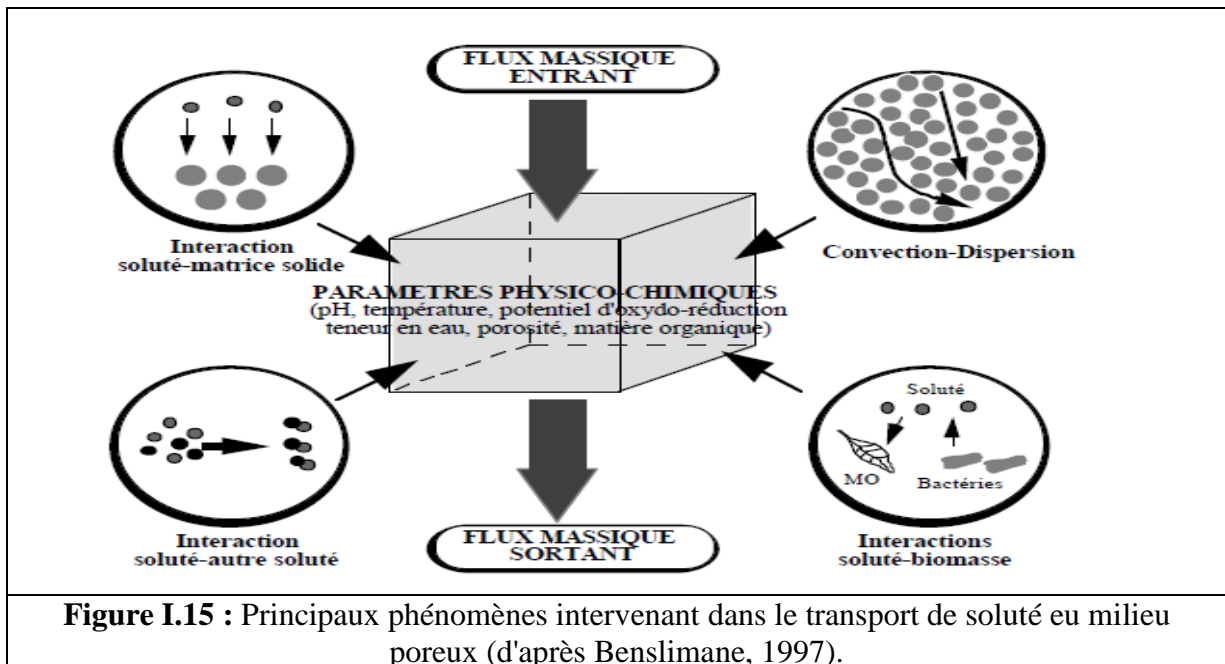 FLUX MASSIQUE
ENTRANT
Interaction
soluté-matrice solide
Convection-Dispersion
PARAMETRES PHYSICO-CHIMIQUES
(pH, température, potentiel d'oxydo-réduction
teneur en eau, porosité, matière organique)
Soluté
MO
Bactéries
Interaction
soluté-autre soluté
FLUX MASSIQUE
SORTANT
Interactions
soluté-biomasse
Figure I.15 : Principaux phénomènes intervenant dans le transport de soluté eu milieu
poreux (d'après Benslimane, 1997).